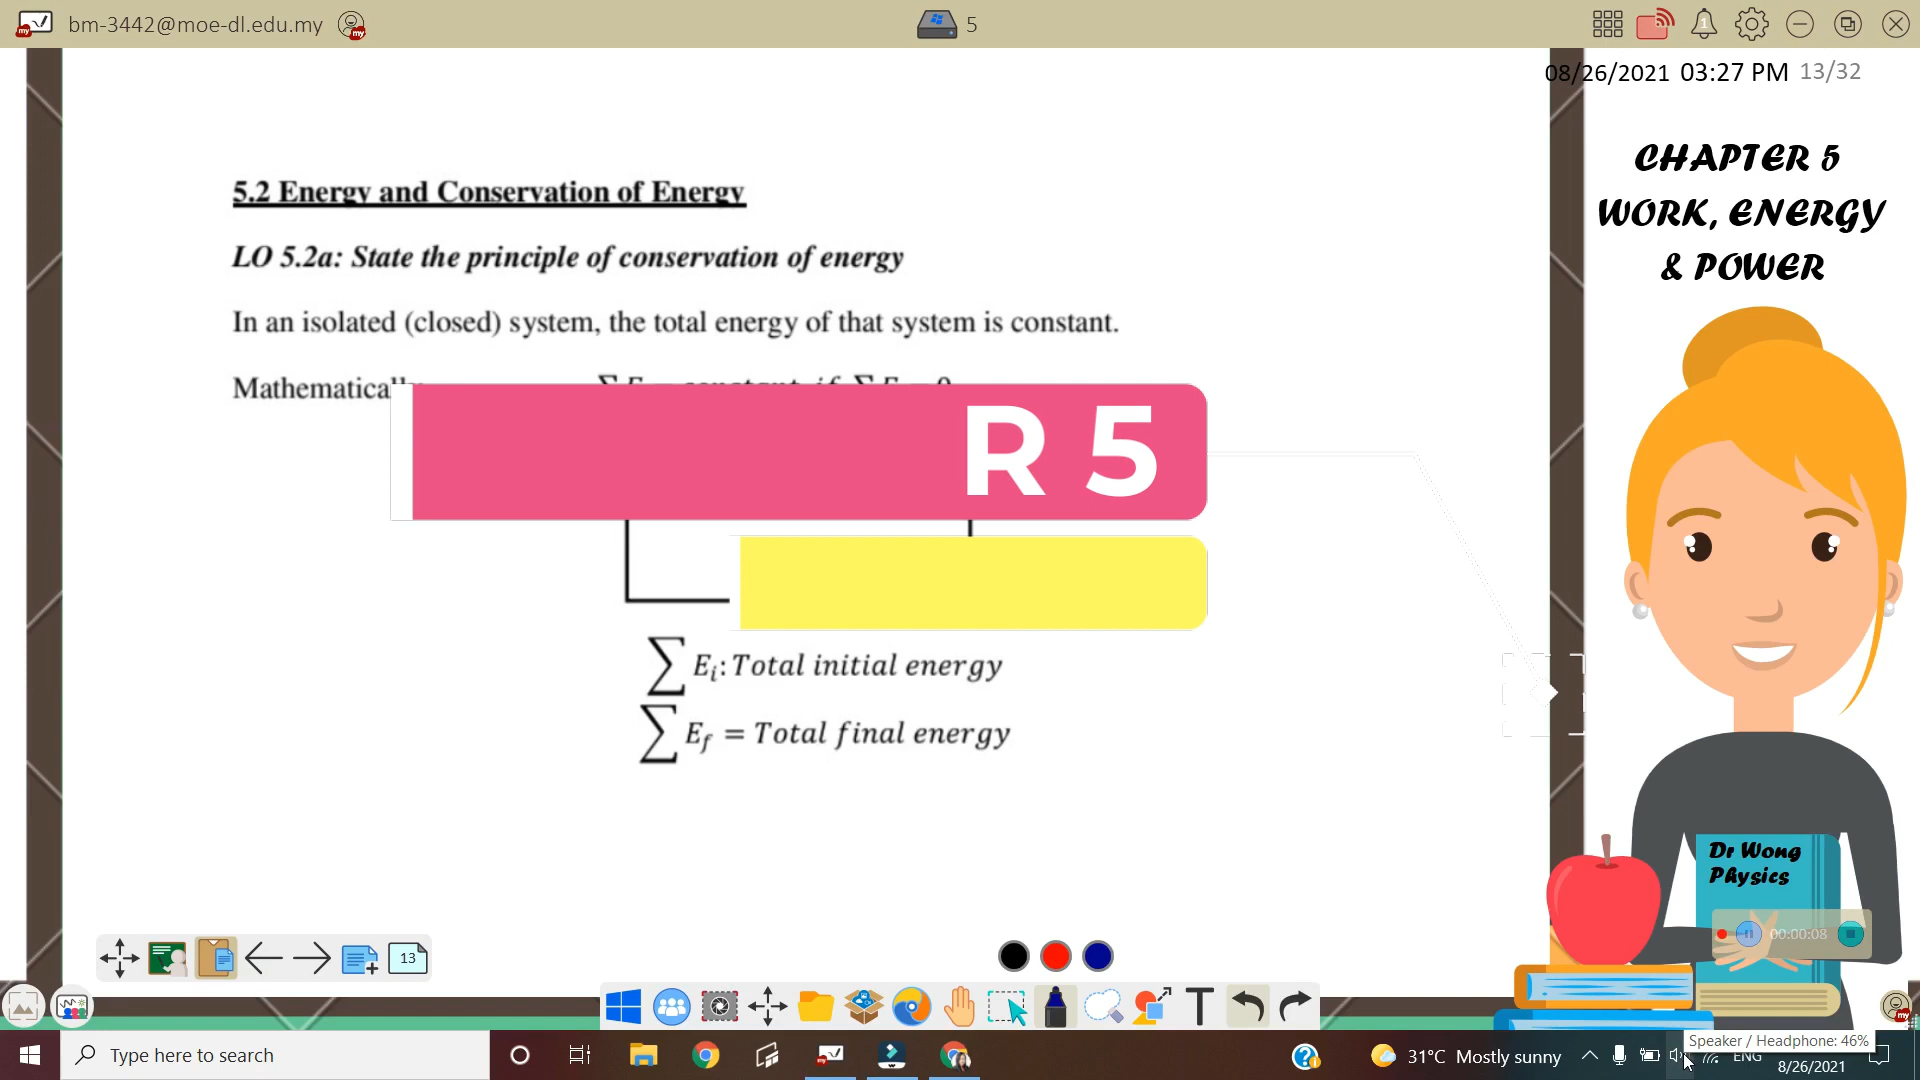 bm-3442@moe-dl.edu.my
5
08/26/2021 03:27 PM 13/32
CHAPTER 5
WORK, ENERGY
& POWER
5.2 Energy and Conservation of Energy
LO 5.2a: State the principle of conservation of energy
In an isolated (closed) system, the total energy of that system is constant.
R 5
∑ Eᵢ: Total initial energy
∑ E_f = Total final energy
Dr Wong
Physics
00:00:08
13
Speaker / Headphone: 46%
Type here to search
31°C Mostly sunny
ENG
8/26/2021